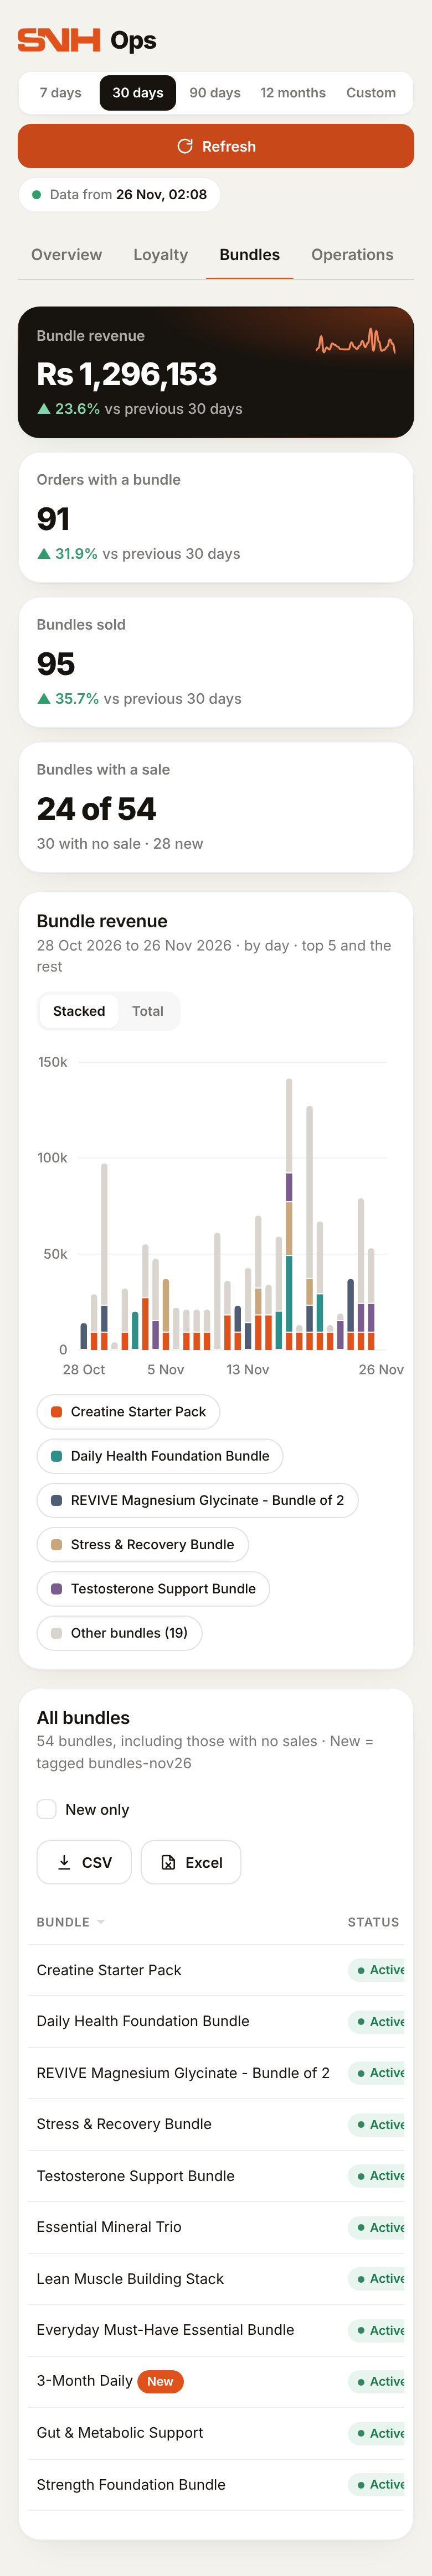 SNH Ops
7 days 30 days 90 days 12 months Custom
Refresh
Data from 26 Nov, 02:08
Overview Loyalty Bundles Operations
Bundle revenue
Rs 1,296,153
▲ 23.6% vs previous 30 days
Orders with a bundle
91
▲ 31.9% vs previous 30 days
Bundles sold
95
▲ 35.7% vs previous 30 days
Bundles with a sale
24 of 54
30 with no sale · 28 new
Bundle revenue
28 Oct 2026 to 26 Nov 2026 · by day · top 5 and the
rest
Stacked Total
150k
100k
50k
0
28 Oct 5 Nov 13 Nov 26 Nov
Creatine Starter Pack
Daily Health Foundation Bundle
REVIVE Magnesium Glycinate - Bundle of 2
Stress & Recovery Bundle
Testosterone Support Bundle
Other bundles (19)
All bundles
54 bundles, including those with no sales · New =
tagged bundles-nov26
New only
CSV Excel
BUNDLE STATUS
Creatine Starter Pack Active
Daily Health Foundation Bundle Active
REVIVE Magnesium Glycinate - Bundle of 2 Active
Stress & Recovery Bundle Active
Testosterone Support Bundle Active
Essential Mineral Trio Active
Lean Muscle Building Stack Active
Everyday Must-Have Essential Bundle Active
3-Month Daily New Active
Gut & Metabolic Support Active
Strength Foundation Bundle Active